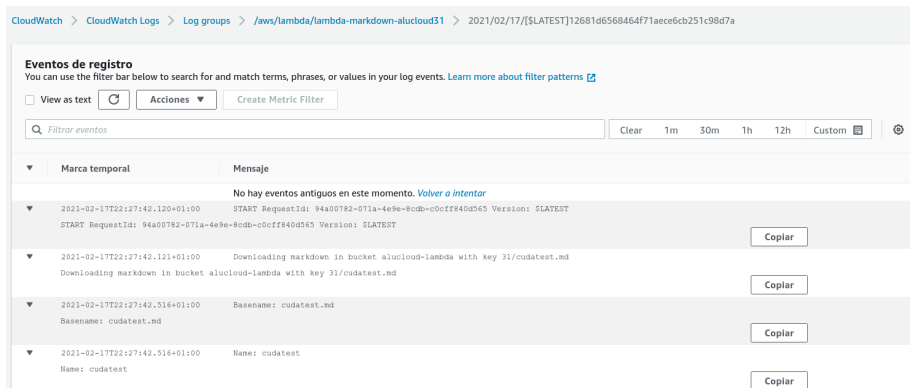 CloudWatch > CloudWatch Logs > Log groups > /aws/lambda/lambda-markdown-alucloud31 > 2021/02/17/[$LATEST]12681d6568464f71aece6cb251c98d7a
Eventos de registro
You can use the filter bar below to search for and match terms, phrases, or values in your log events. Learn more about filter patterns
View as text Acciones ▼ Create Metric Filter
Filtrar eventos Clear 1m 30m 1h 12h Custom
▼ Marca temporal Mensaje
No hay eventos antiguos en este momento. Volver a intentar
▼ 2021-02-17T22:27:42.120+01:00 START RequestId: 94a00782-071a-4e9e-8cdb-c0cff840d565 Version: $LATEST
START RequestId: 94a00782-071a-4e9e-8cdb-c0cff840d565 Version: $LATEST
Copiar
▼ 2021-02-17T22:27:42.121+01:00 Downloading markdown in bucket alucloud-lambda with key 31/cudatest.md
Downloading markdown in bucket alucloud-lambda with key 31/cudatest.md
Copiar
▼ 2021-02-17T22:27:42.516+01:00 Basename: cudatest.md
Basename: cudatest.md
Copiar
▼ 2021-02-17T22:27:42.516+01:00 Name: cudatest
Name: cudatest
Copiar